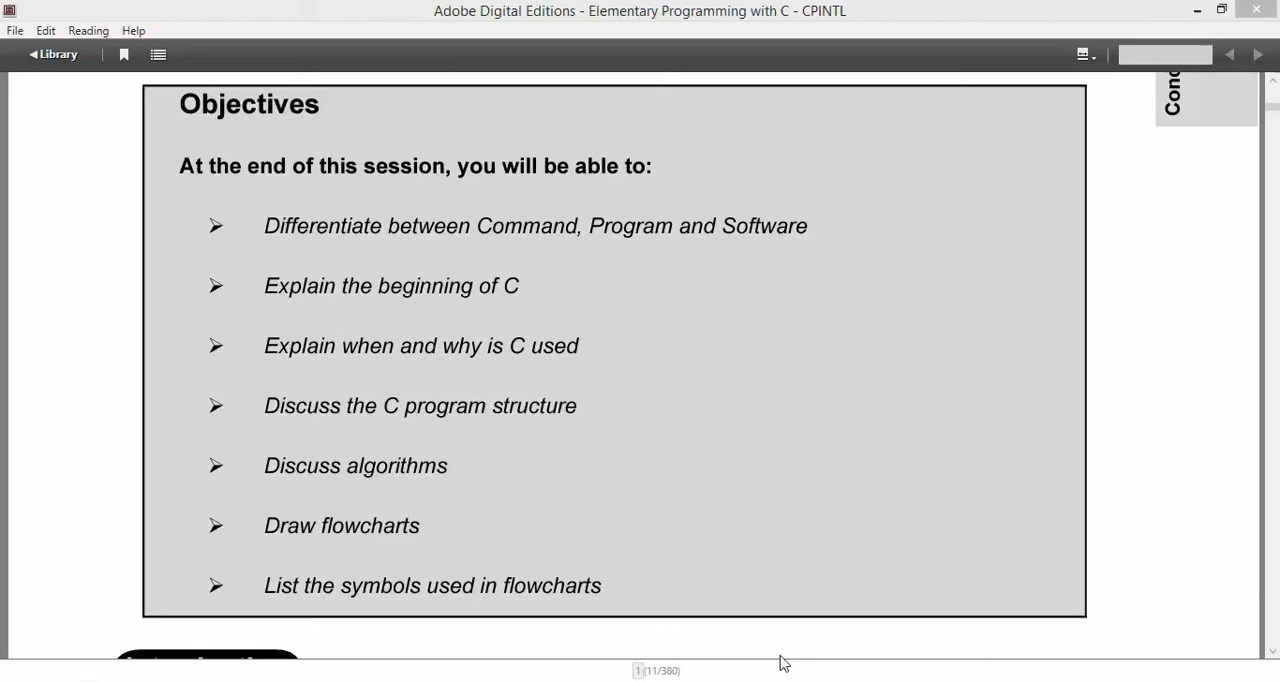 Adobe Digital Editions - Elementary Programming with C - CPINTL
File Edit Reading Help
Library
Conc
Objectives
At the end of this session, you will be able to:
Differentiate between Command, Program and Software
Explain the beginning of C
Explain when and why is C used
Discuss the C program structure
Discuss algorithms
Draw flowcharts
List the symbols used in flowcharts
1 (11/380)